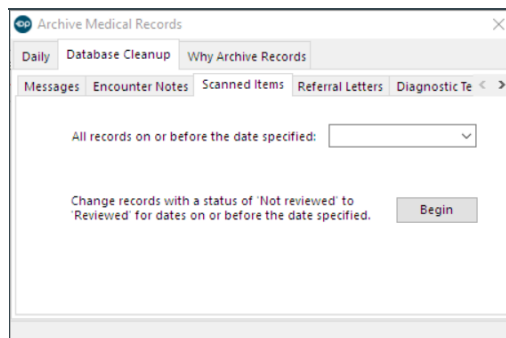 Archive Medical Records
Daily Database Cleanup Why Archive Records
Messages Encounter Notes Scanned Items Referral Letters Diagnostic Te
All records on or before the date specified:
Change records with a status of 'Not reviewed' to
'Reviewed' for dates on or before the date specified.
Begin